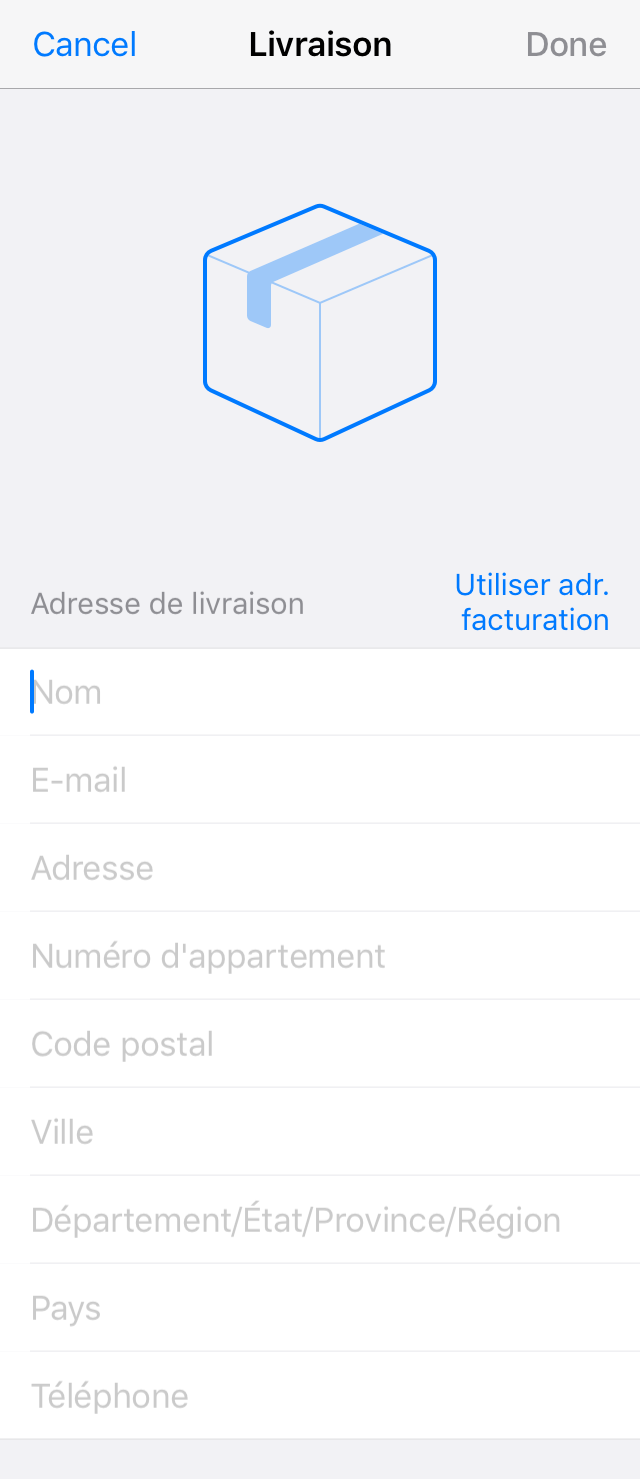 Cancel
Livraison
Done
Adresse de livraison
Utiliser adr.
facturation
Nom
E-mail
Adresse
Numéro d'appartement
Code postal
Ville
Département/État/Province/Région
Pays
Téléphone